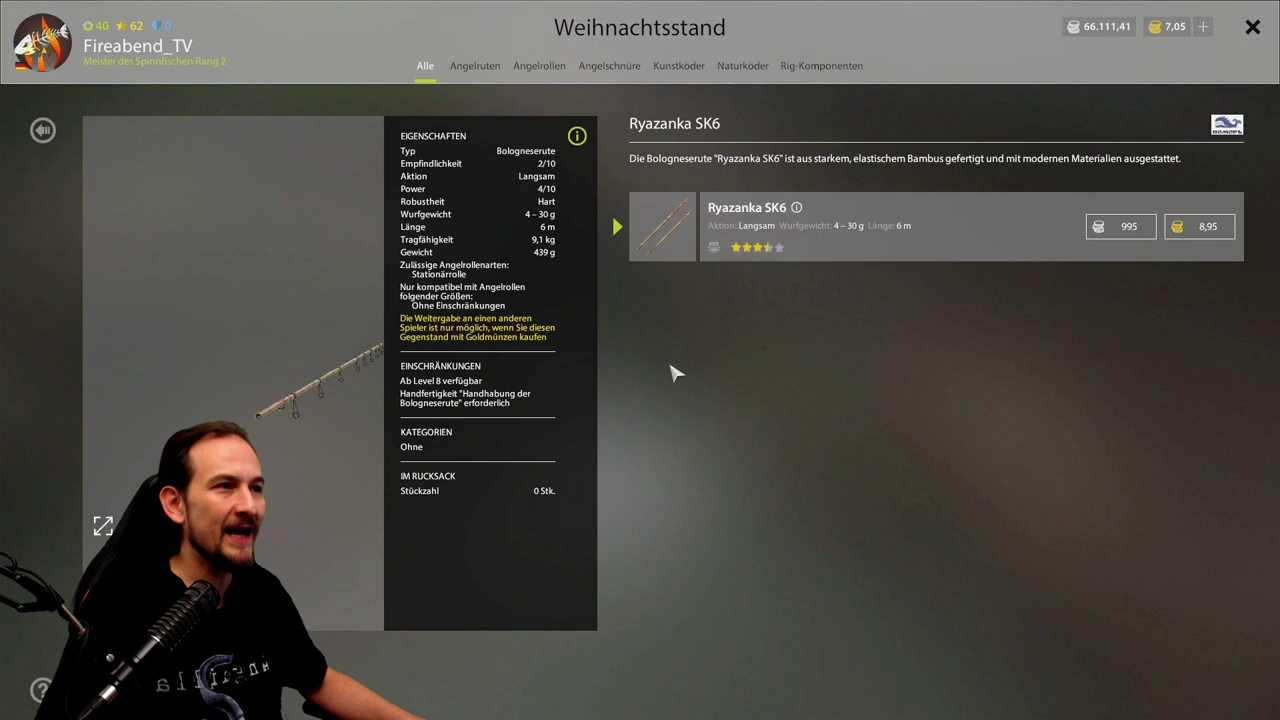 40 62 0
Fireabend_TV
Meister des Spinnfischen Rang 2
Weihnachtsstand
66.111,41 7,05
Alle Angelruten Angelrollen Angelschnüre Kunstköder Naturköder Rig-Komponenten
EIGENSCHAFTEN
Typ Bologneserute
Empfindlichkeit 2/10
Aktion Langsam
Power 4/10
Robustheit Hart
Wurfgewicht 4 – 30 g
Länge 6 m
Tragfähigkeit 9,1 kg
Gewicht 439 g
Zulässige Angelrollenarten:
Stationärrolle
Nur kompatibel mit Angelrollen
folgender Größen:
Ohne Einschränkungen
Die Weitergabe an einen anderen
Spieler ist nur möglich, wenn Sie diesen
Gegenstand mit Goldmünzen kaufen
EINSCHRÄNKUNGEN
Ab Level 8 verfügbar
Handfertigkeit "Handhabung der
Bologneserute" erforderlich
KATEGORIEN
Ohne
IM RUCKSACK
Stückzahl 0 Stk.
Ryazanka SK6
ПОМОРЪ
Die Bologneserute "Ryazanka SK6" ist aus starkem, elastischem Bambus gefertigt und mit modernen Materialien ausgestattet.
Ryazanka SK6
Aktion: Langsam Wurfgewicht: 4 – 30 g Länge: 6 m
995 8,95